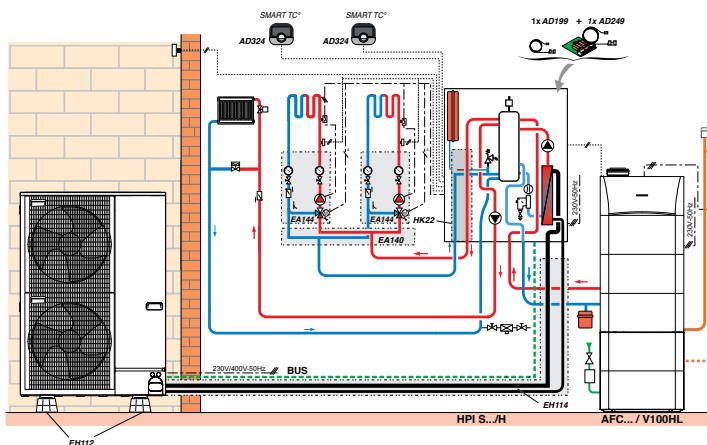 SMART TC° SMART TC°
AD324 AD324
1x AD199 + 1x AD249
230V-50Hz
230V-50Hz
EA144 EA144 HK22
EA140
230V/400V-50Hz BUS
EH114
HPI S.../H AFC... / V100HL
EH112